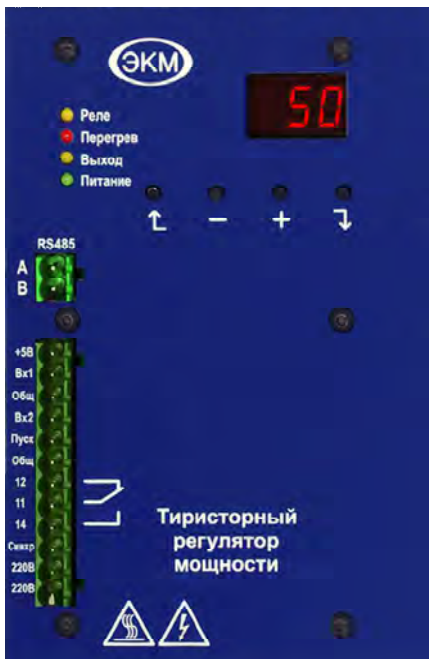 ЭКМ
50
Реле
Перегрев
Выход
Питание
− +
RS485
A
B
+5В
Вх1
Общ
Вх2
Пуск
Общ
12
11
14
Синхр
220В
220В
Тиристорный
регулятор
мощности